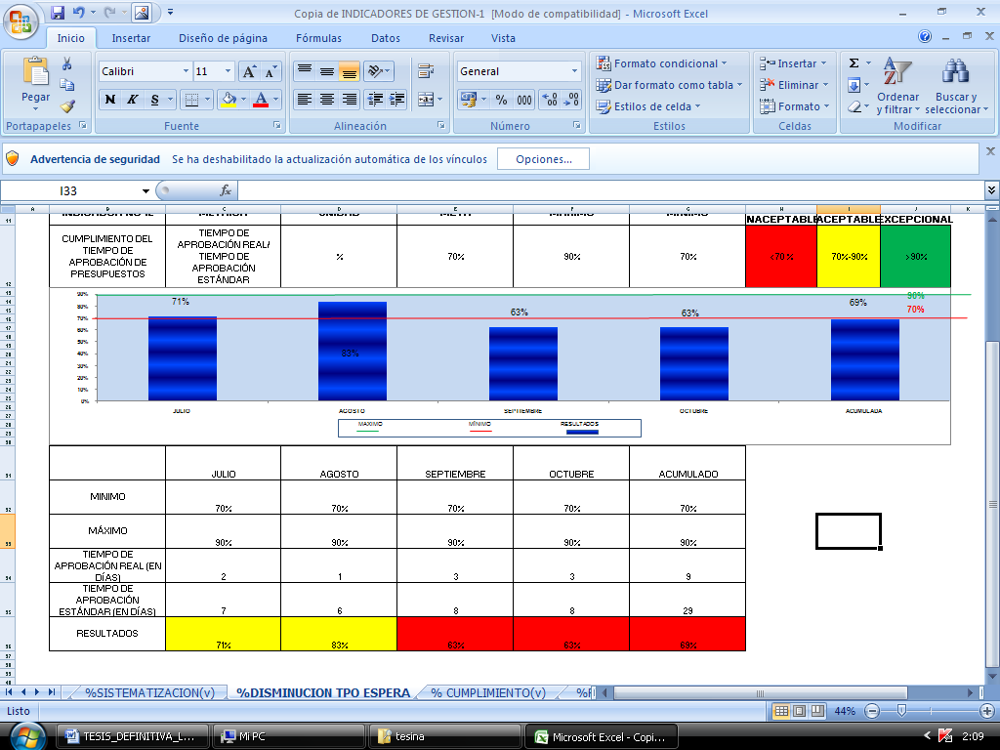 Copia de INDICADORES DE GESTION-1 [Modo de compatibilidad] - Microsoft Excel
Inicio Insertar Diseño de página Fórmulas Datos Revisar Vista
Pegar
Calibri 11
General
N K S
% 000
Formato condicional
Dar formato como tabla
Estilos de celda
Insertar
Eliminar
Formato
Σ
Ordenar y filtrar
Buscar y seleccionar
Portapapeles Fuente Alineación Número Estilos Celdas Modificar
Advertencia de seguridad Se ha deshabilitado la actualización automática de los vínculos Opciones...
I33 fx
A B C D E F G H I J K
INDICADOR No 12 METRICA UNIDAD META MAXIMO MINIMO INACEPTABLE ACEPTABLE EXCEPCIONAL
CUMPLIMIENTO DEL TIEMPO DE APROBACIÓN DE PRESUPUESTOS
TIEMPO DE APROBACIÓN REAL/ TIEMPO DE APROBACIÓN ESTÁNDAR
% 70% 90% 70% <70% 70%-90% >90%
90%
80%
70%
60%
50%
40%
30%
20%
10%
0%
71% 83% 63% 63% 69%
90%
70%
JULIO AGOSTO SEPTIEMBRE OCTUBRE ACUMULADA
MAXIMO MÍNIMO RESULTADOS
JULIO AGOSTO SEPTIEMBRE OCTUBRE ACUMULADO
MINIMO 70% 70% 70% 70% 70%
MÁXIMO 90% 90% 90% 90% 90%
TIEMPO DE APROBACIÓN REAL (EN DÍAS) 2 1 3 3 9
TIEMPO DE APROBACIÓN ESTÁNDAR (EN DÍAS) 7 6 8 8 29
RESULTADOS 71% 83% 63% 63% 69%
%SISTEMATIZACION(v) %DISMINUCION TPO ESPERA % CUMPLIMIENTO(v)
Listo 44%
TESIS_DEFINITIVA_L... Mi PC tesina Microsoft Excel - Copi... 2:09